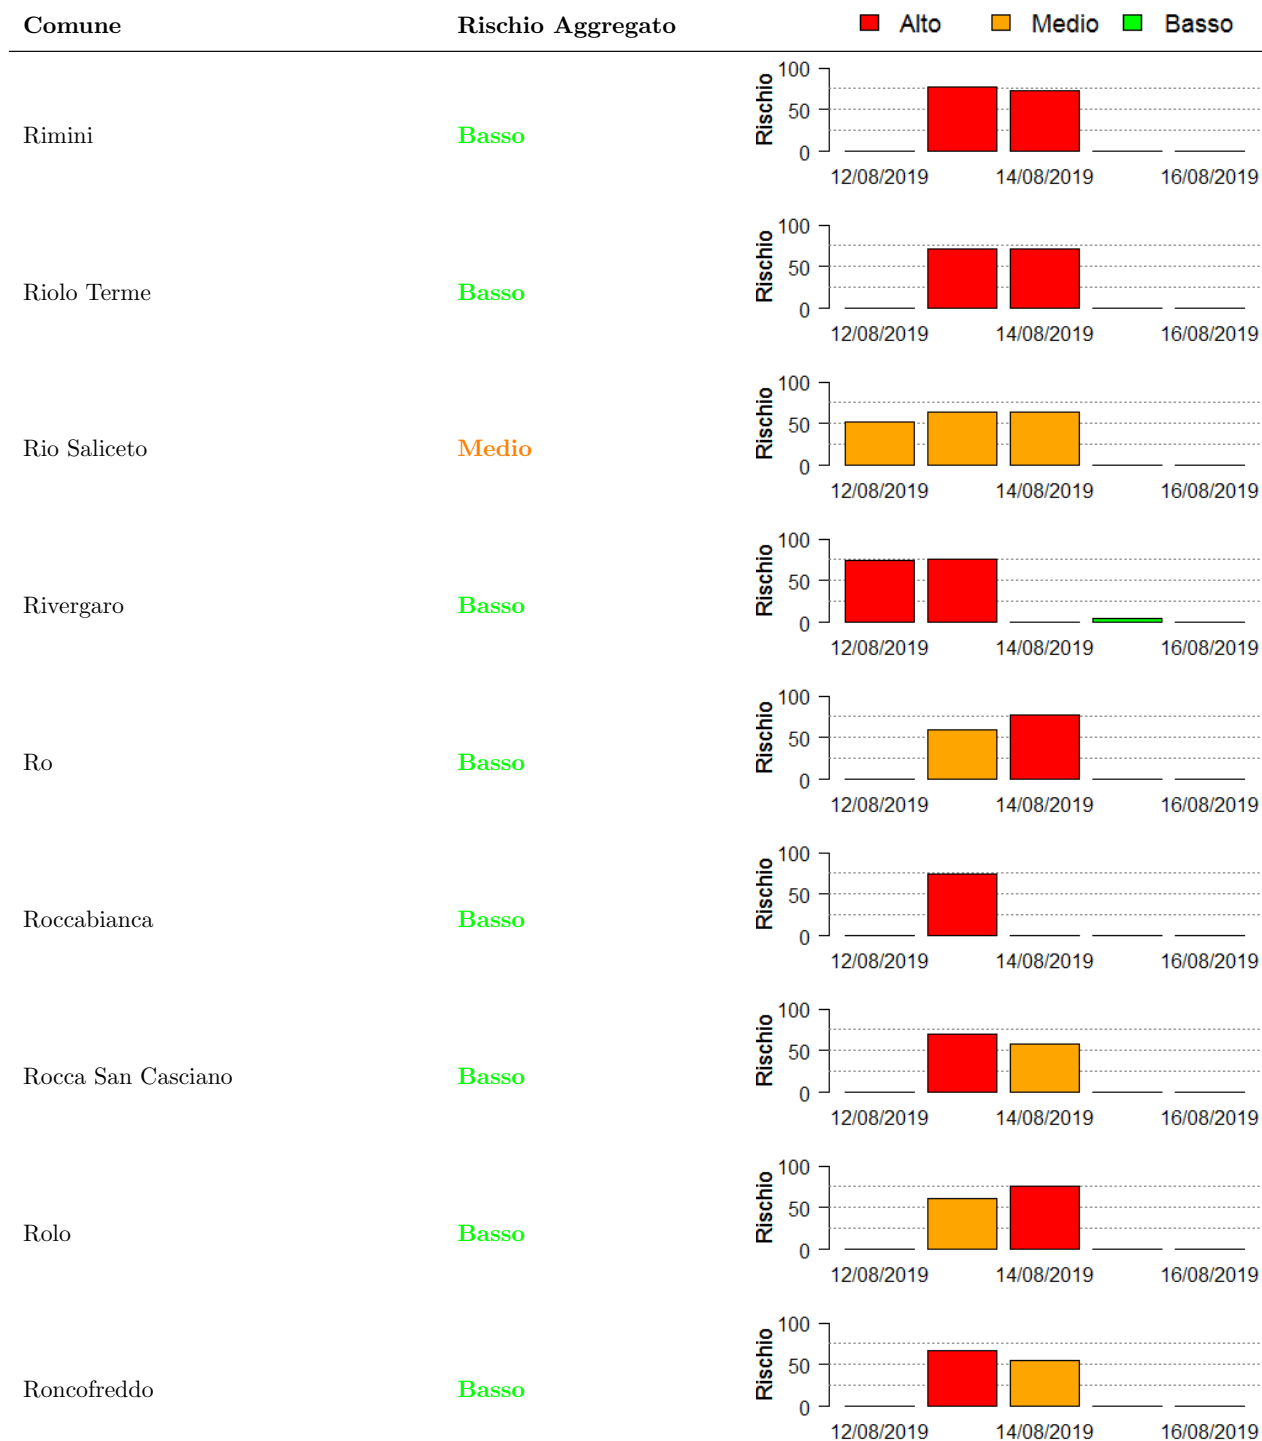 Comune Rischio Aggregato Alto Medio Basso
Rimini Basso
Rischio
100
50
0
12/08/2019 14/08/2019 16/08/2019
Riolo Terme Basso
Rischio
100
50
0
12/08/2019 14/08/2019 16/08/2019
Rio Saliceto Medio
Rischio
100
50
0
12/08/2019 14/08/2019 16/08/2019
Rivergaro Basso
Rischio
100
50
0
12/08/2019 14/08/2019 16/08/2019
Ro Basso
Rischio
100
50
0
12/08/2019 14/08/2019 16/08/2019
Roccabianca Basso
Rischio
100
50
0
12/08/2019 14/08/2019 16/08/2019
Rocca San Casciano Basso
Rischio
100
50
0
12/08/2019 14/08/2019 16/08/2019
Rolo Basso
Rischio
100
50
0
12/08/2019 14/08/2019 16/08/2019
Roncofreddo Basso
Rischio
100
50
0
12/08/2019 14/08/2019 16/08/2019